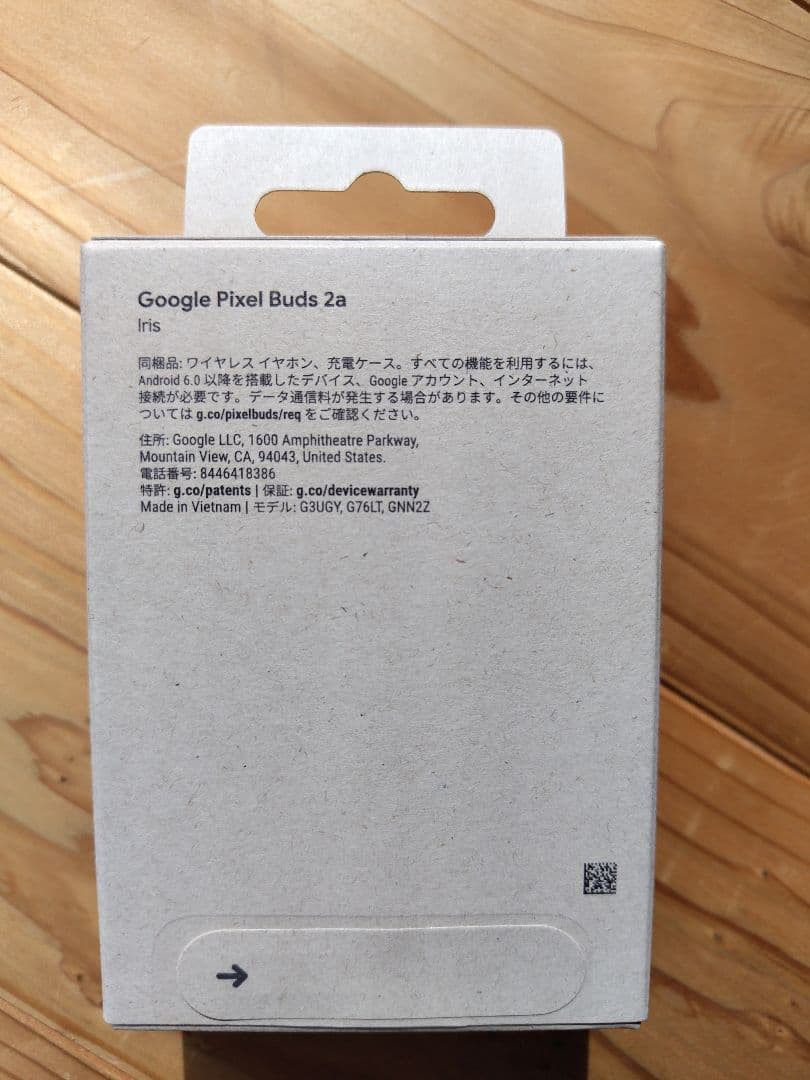 Google Pixel Buds 2a
Iris
同梱品: ワイヤレス イヤホン、充電ケース。すべての機能を利用するには、
Android 6.0 以降を搭載したデバイス、Google アカウント、インターネット
接続が必要です。データ通信料が発生する場合があります。その他の要件に
ついては g.co/pixelbuds/req をご確認ください。
住所: Google LLC, 1600 Amphitheatre Parkway,
Mountain View, CA, 94043, United States.
電話番号: 8446418386
特許: g.co/patents | 保証: g.co/devicewarranty
Made in Vietnam | モデル: G3UGY, G76LT, GNN2Z